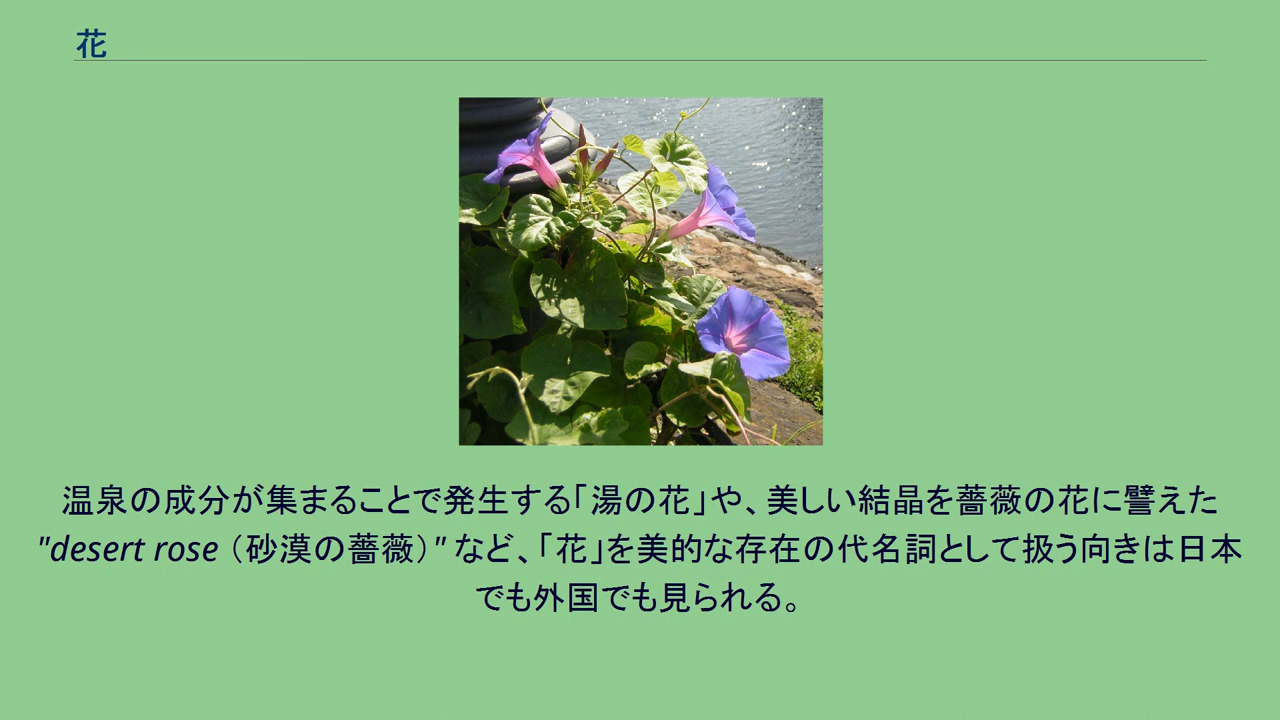 花
温泉の成分が集まることで発生する「湯の花」や、美しい結晶を薔薇の花に譬えた
"desert rose（砂漠の薔薇）" など、「花」を美的な存在の代名詞として扱う向きは日本
でも外国でも見られる。